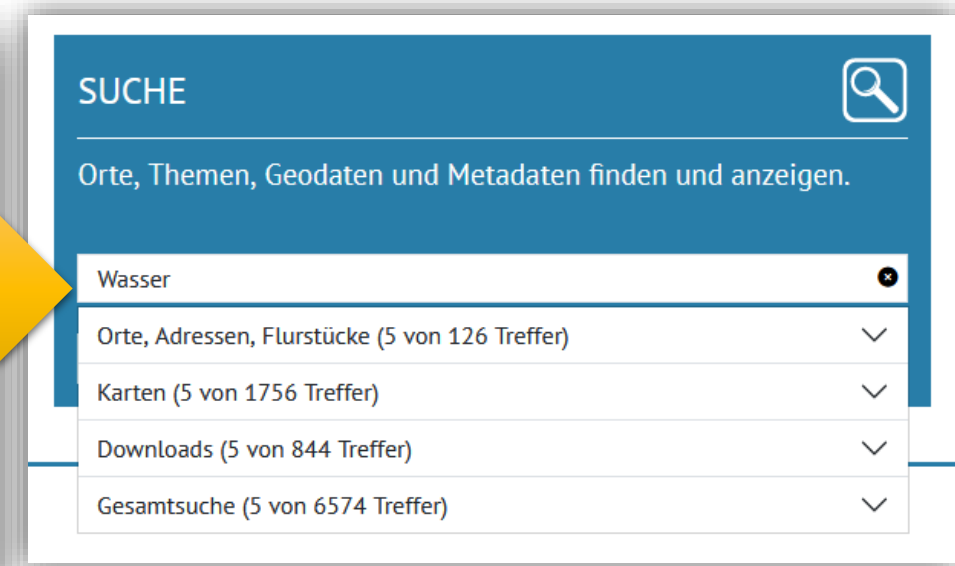 SUCHE
Orte, Themen, Geodaten und Metadaten finden und anzeigen.
Wasser
Orte, Adressen, Flurstücke (5 von 126 Treffer)
Karten (5 von 1756 Treffer)
Downloads (5 von 844 Treffer)
Gesamtsuche (5 von 6574 Treffer)